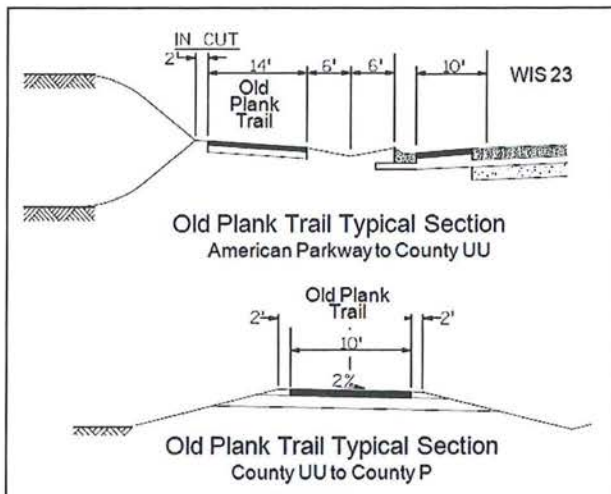 IN CUT
2'
14'
6'
6'
10'
WIS 23
Old
Plank
Trail
Old Plank Trail Typical Section
American Parkway to County UU
Old Plank
Trail
2'
2'
10'
2%
Old Plank Trail Typical Section
County UU to County P